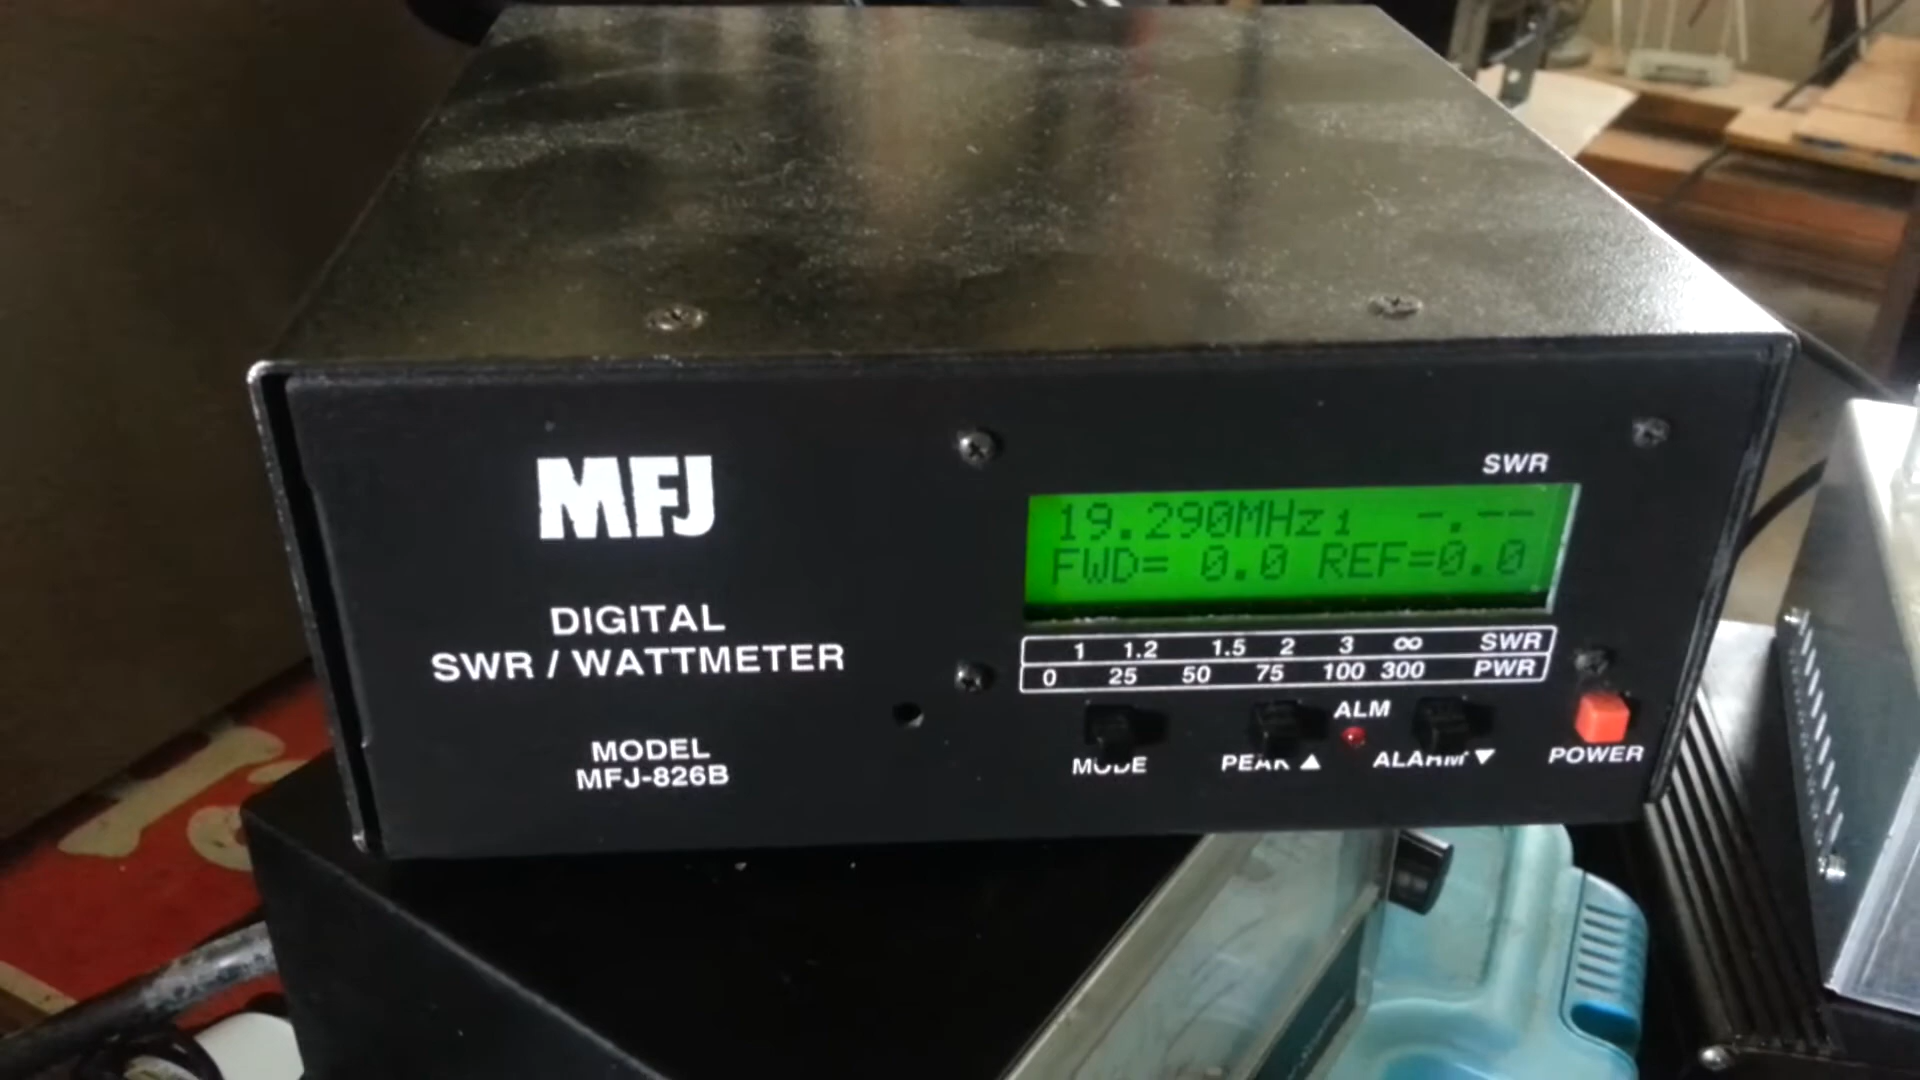 MFJ
DIGITAL
SWR / WATTMETER
MODEL
MFJ-826B
SWR
19.290MHz1 -.--
FWD= 0.0 REF=0.0
1 1.2 1.5 2 3 ∞ SWR
0 25 50 75 100 300 PWR
ALM
MODE PEAK ▲ ALARM ▼ POWER